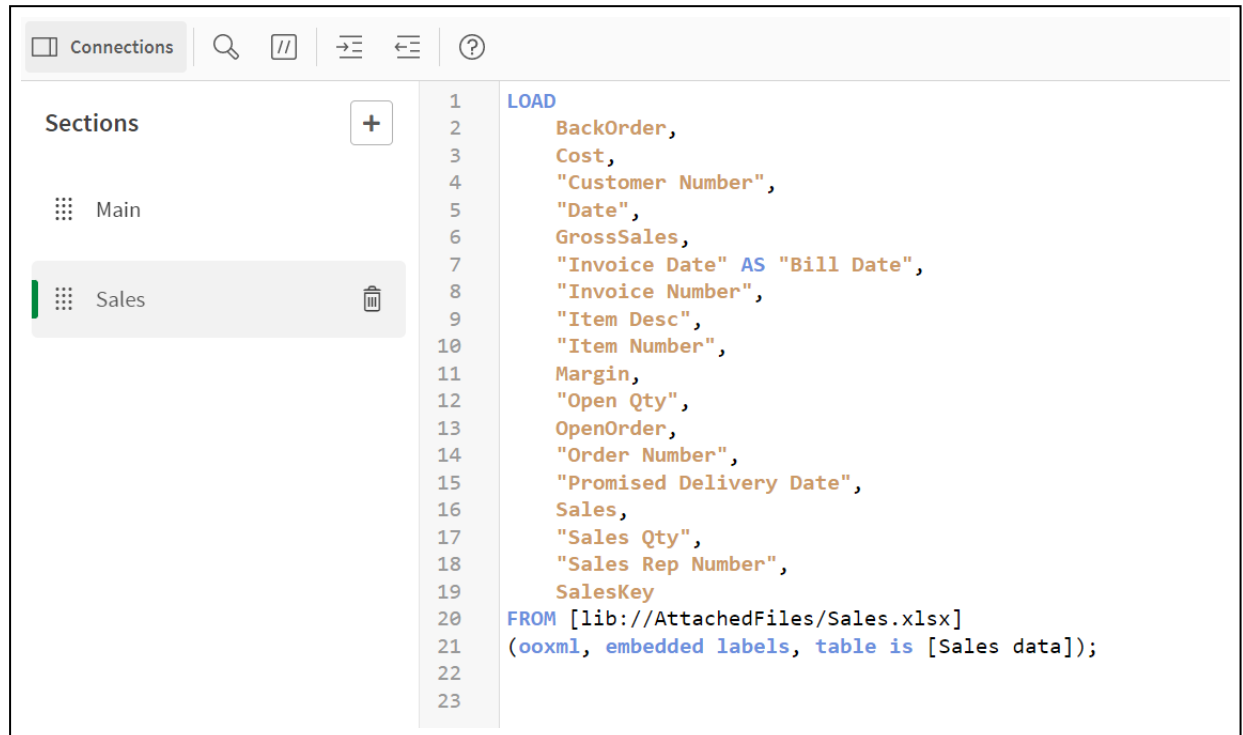 Connections
//
?
Sections
+
Main
Sales
1 LOAD
2 BackOrder,
3 Cost,
4 "Customer Number",
5 "Date",
6 GrossSales,
7 "Invoice Date" AS "Bill Date",
8 "Invoice Number",
9 "Item Desc",
10 "Item Number",
11 Margin,
12 "Open Qty",
13 OpenOrder,
14 "Order Number",
15 "Promised Delivery Date",
16 Sales,
17 "Sales Qty",
18 "Sales Rep Number",
19 SalesKey
20 FROM [lib://AttachedFiles/Sales.xlsx]
21 (ooxml, embedded labels, table is [Sales data]);
22
23